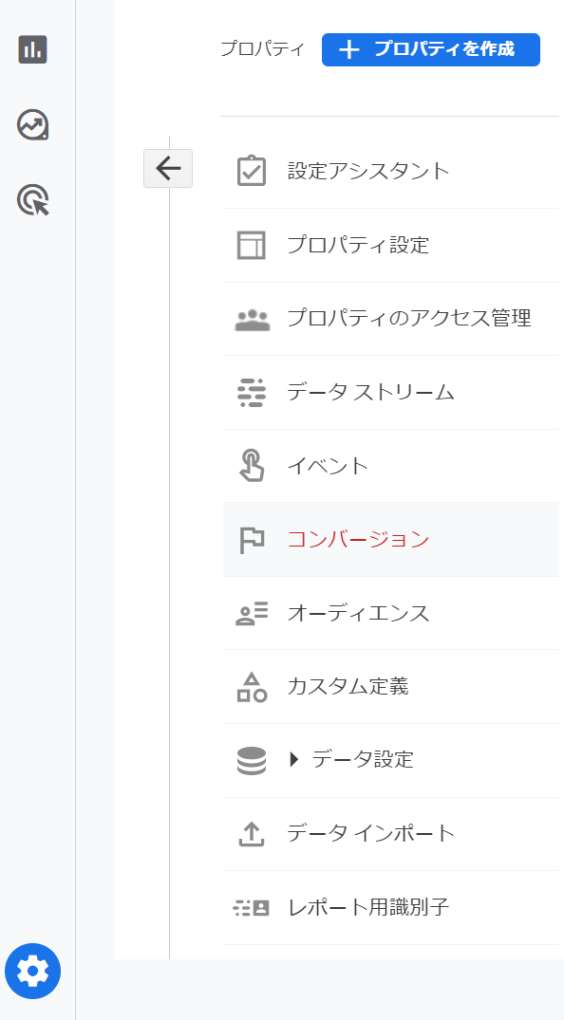 プロパティ
プロパティを作成
設定アシスタント
プロパティ設定
プロパティのアクセス管理
データ ストリーム
イベント
コンバージョン
オーディエンス
カスタム定義
データ設定
データ インポート
レポート用識別子